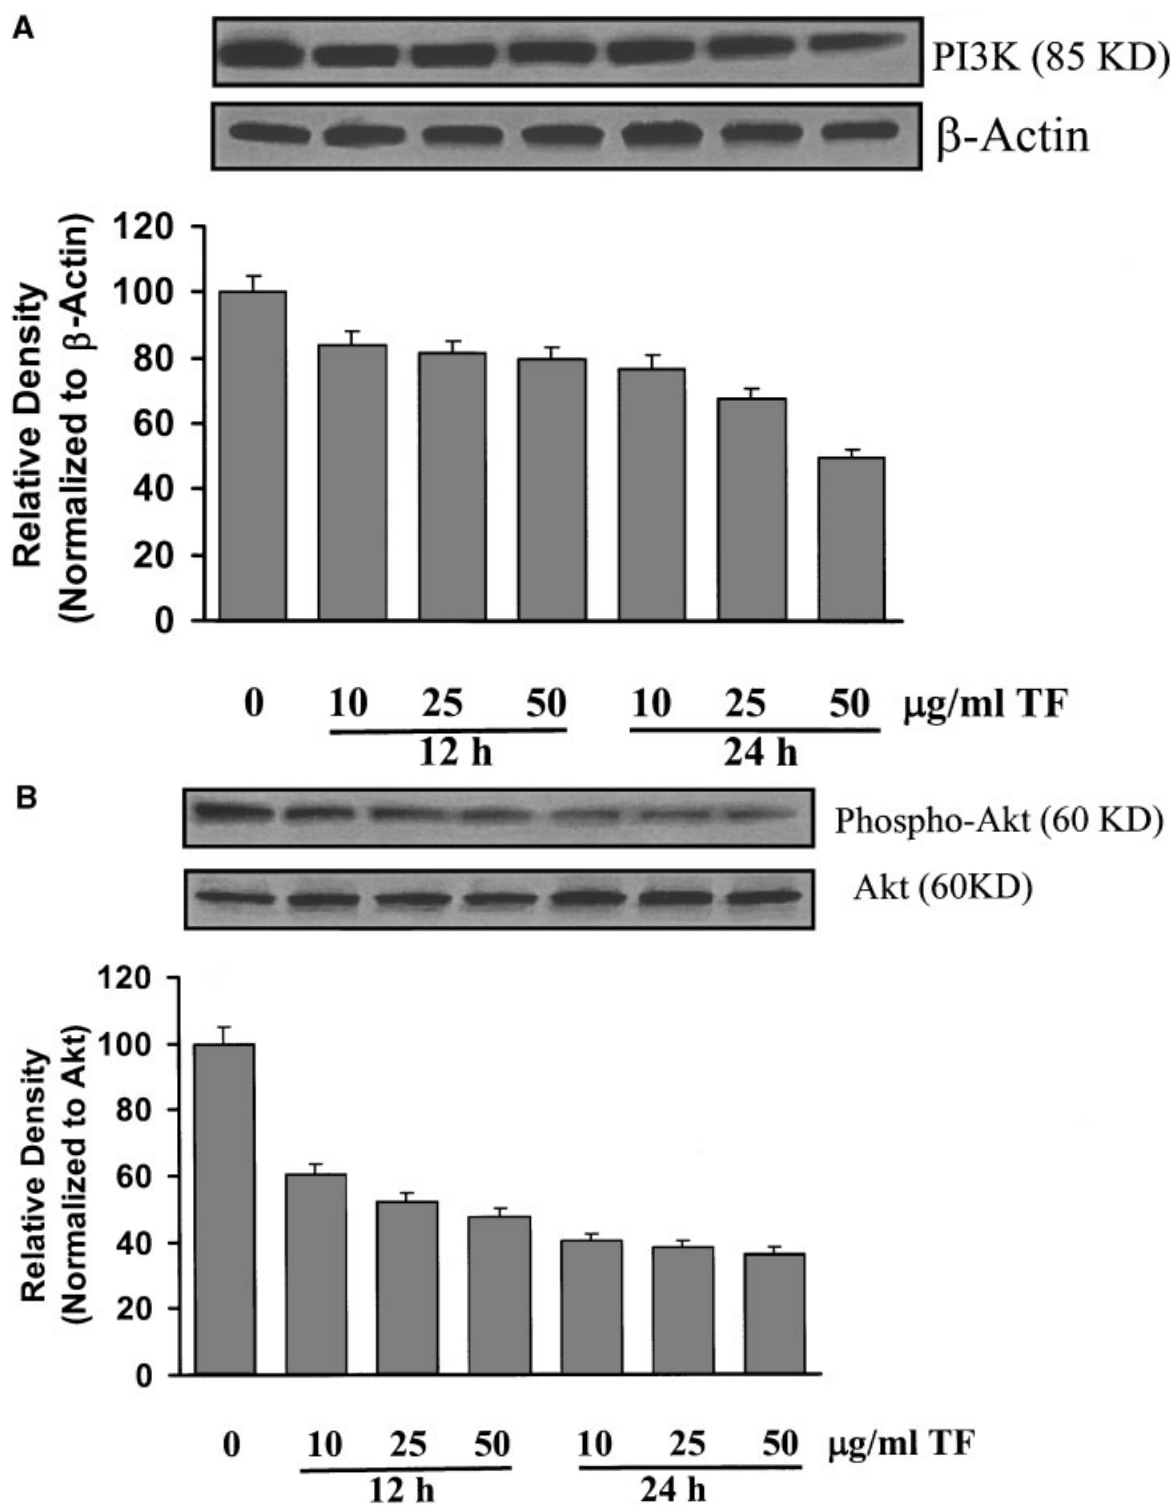 A
PI3K (85 KD)
β-Actin
Relative Density
(Normalized to β-Actin)
120
100
80
60
40
20
0
0 10 25 50 10 25 50 μg/ml TF
12 h 24 h
B
Phospho-Akt (60 KD)
Akt (60KD)
Relative Density
(Normalized to Akt)
120
100
80
60
40
20
0
0 10 25 50 10 25 50 μg/ml TF
12 h 24 h